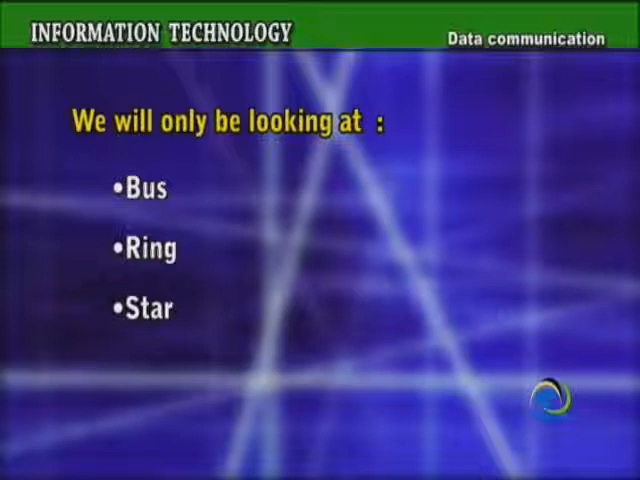 INFORMATION TECHNOLOGY
Data communication
We will only be looking at :
•Bus
•Ring
•Star